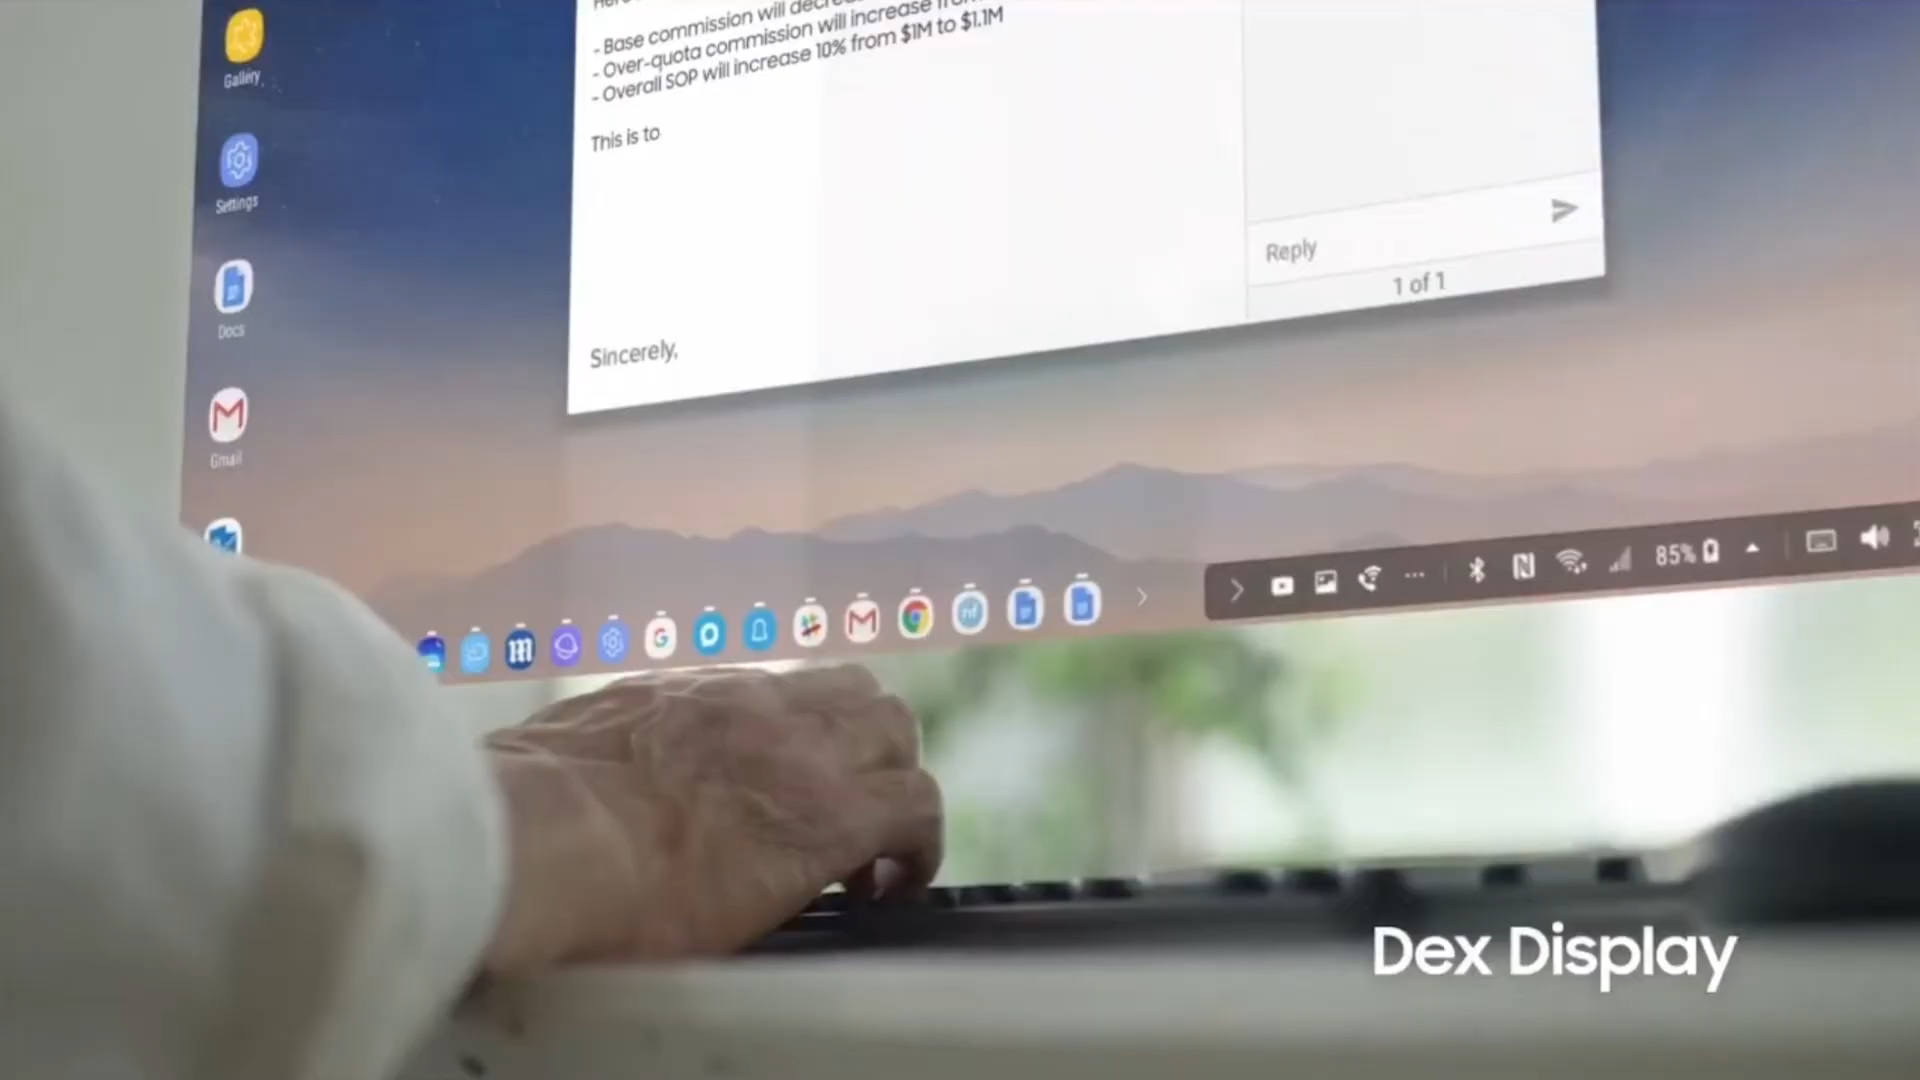 - Base commission will
- Over-quota commission will increase
- Overall SOP will increase 10% from $1M to $1.1M
This is to
Sincerely,
Reply
1 of 1
Gallery
Settings
Docs
Gmail
85%
Dex Display